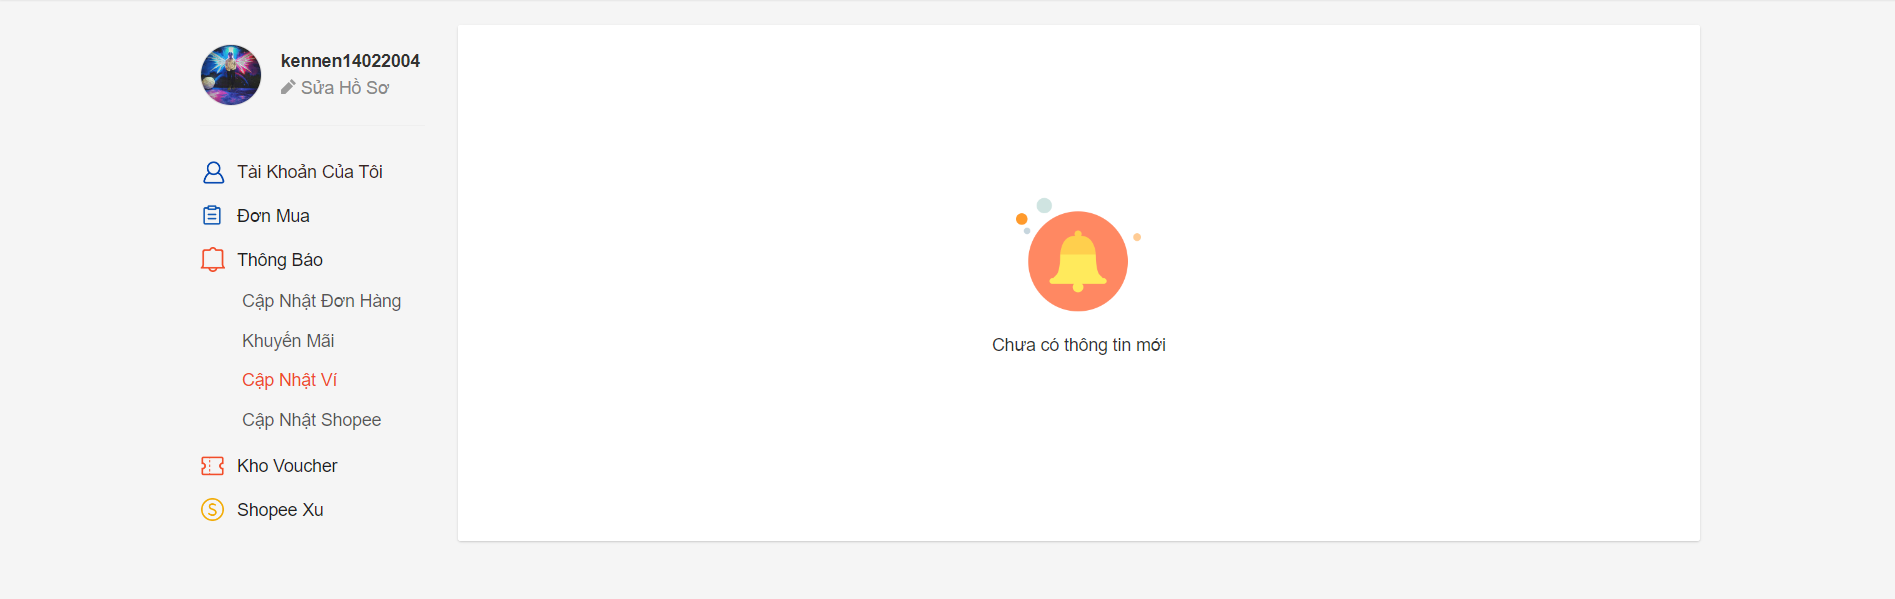 kennen14022004
Sửa Hồ Sơ
Tài Khoản Của Tôi
Đơn Mua
Thông Báo
Cập Nhật Đơn Hàng
Khuyến Mãi
Cập Nhật Ví
Cập Nhật Shopee
Kho Voucher
Shopee Xu
Chưa có thông tin mới